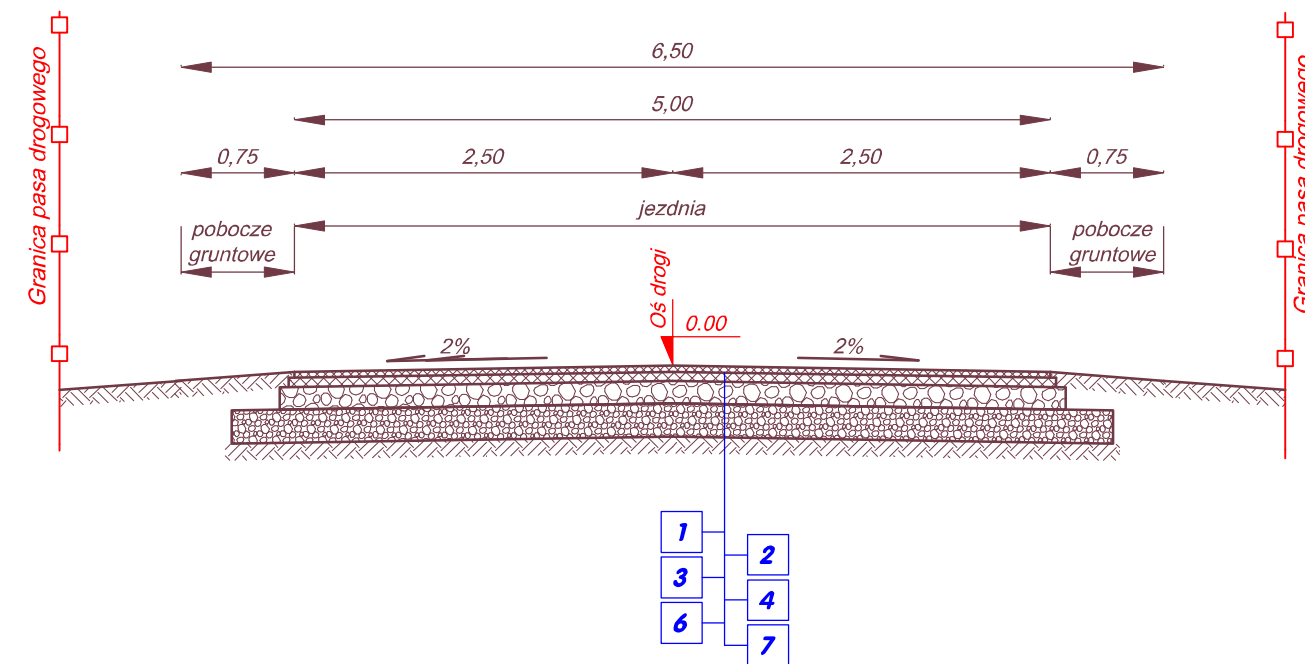 6,50
5,00
0,75
2,50
2,50
0,75
jezdnia
pobocze
gruntowe
pobocze
gruntowe
Granica pasa drogowego
Granica pasa drogowego
Oś drogi
0.00
2%
2%
1
2
3
4
6
7